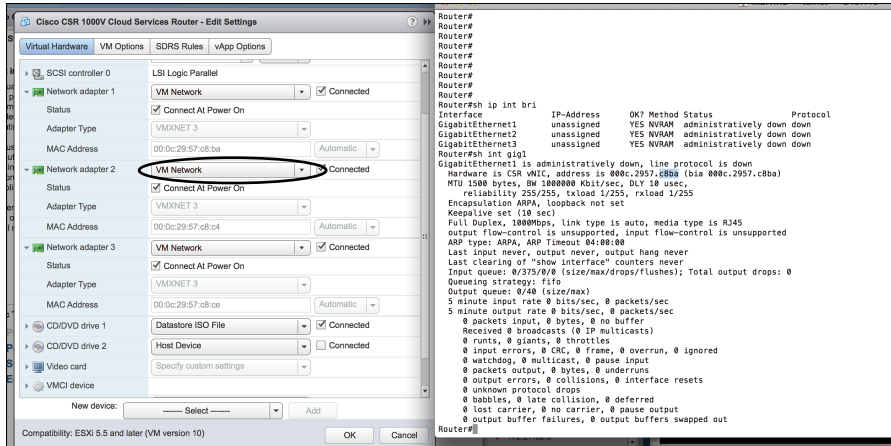 Cisco CSR 1000V Cloud Services Router - Edit Settings
Virtual Hardware
VM Options
SDRS Rules
vApp Options
SCSI controller 0
LSI Logic Parallel
Network adapter 1
VM Network
Connected
Status
Connect At Power On
Adapter Type
VMXNET 3
MAC Address
00:0c:29:57:c8:ba
Automatic
Network adapter 2
VM Network
Connected
Status
Connect At Power On
Adapter Type
VMXNET 3
MAC Address
00:0c:29:57:c8:c4
Automatic
Network adapter 3
VM Network
Connected
Status
Connect At Power On
Adapter Type
VMXNET 3
MAC Address
00:0c:29:57:c8:ce
Automatic
CD/DVD drive 1
Datastore ISO File
Connected
CD/DVD drive 2
Host Device
Connected
Video card
Specify custom settings
VMCI device
New device:
------- Select -------
Add
Compatibility: ESXi 5.5 and later (VM version 10)
OK
Cancel
Router#
Router#
Router#
Router#
Router#
Router#
Router#
Router#
Router#sh ip int bri
Interface IP-Address OK? Method Status Protocol
GigabitEthernet1 unassigned YES NVRAM administratively down down
GigabitEthernet2 unassigned YES NVRAM administratively down down
GigabitEthernet3 unassigned YES NVRAM administratively down down
Router#sh int gig1
GigabitEthernet1 is administratively down, line protocol is down
Hardware is CSR vNIC, address is 000c.2957.c8ba (bia 000c.2957.c8ba)
MTU 1500 bytes, BW 1000000 Kbit/sec, DLY 10 usec,
reliability 255/255, txload 1/255, rxload 1/255
Encapsulation ARPA, loopback not set
Keepalive set (10 sec)
Full Duplex, 1000Mbps, link type is auto, media type is RJ45
output flow-control is unsupported, input flow-control is unsupported
ARP type: ARPA, ARP Timeout 04:00:00
Last input never, output never, output hang never
Last clearing of "show interface" counters never
Input queue: 0/375/0/0 (size/max/drops/flushes); Total output drops: 0
Queueing strategy: fifo
Output queue: 0/40 (size/max)
5 minute input rate 0 bits/sec, 0 packets/sec
5 minute output rate 0 bits/sec, 0 packets/sec
0 packets input, 0 bytes, 0 no buffer
Received 0 broadcasts (0 IP multicasts)
0 runts, 0 giants, 0 throttles
0 input errors, 0 CRC, 0 frame, 0 overrun, 0 ignored
0 watchdog, 0 multicast, 0 pause input
0 packets output, 0 bytes, 0 underruns
0 output errors, 0 collisions, 0 interface resets
0 unknown protocol drops
0 babbles, 0 late collision, 0 deferred
0 lost carrier, 0 no carrier, 0 pause output
0 output buffer failures, 0 output buffers swapped out
Router#